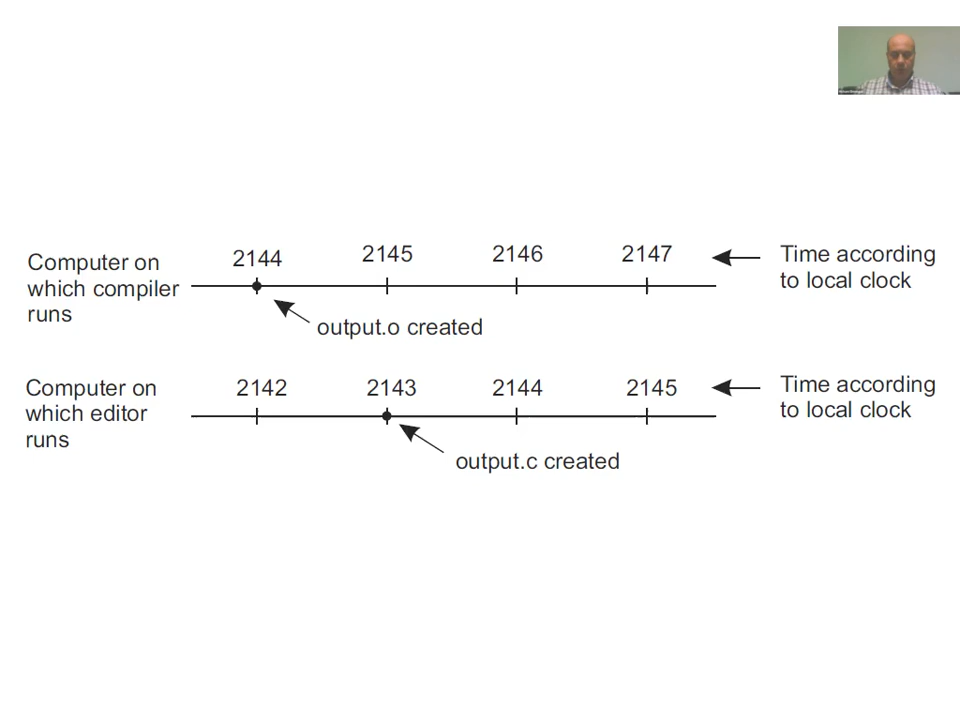 Computer on
which compiler
runs
2144 2145 2146 2147
Time according
to local clock
output.o created
Computer on
which editor
runs
2142 2143 2144 2145
Time according
to local clock
output.c created